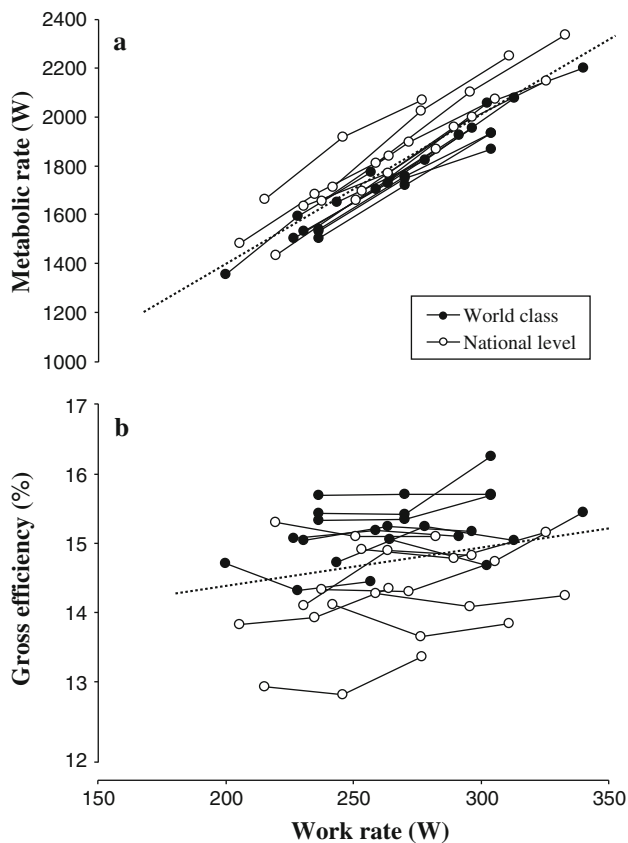 a
2400
2200
2000
1800
1600
1400
1200
1000
Metabolic rate (W)
World class
National level
b
17
16
15
14
13
12
Gross efficiency (%)
150 200 250 300 350
Work rate (W)